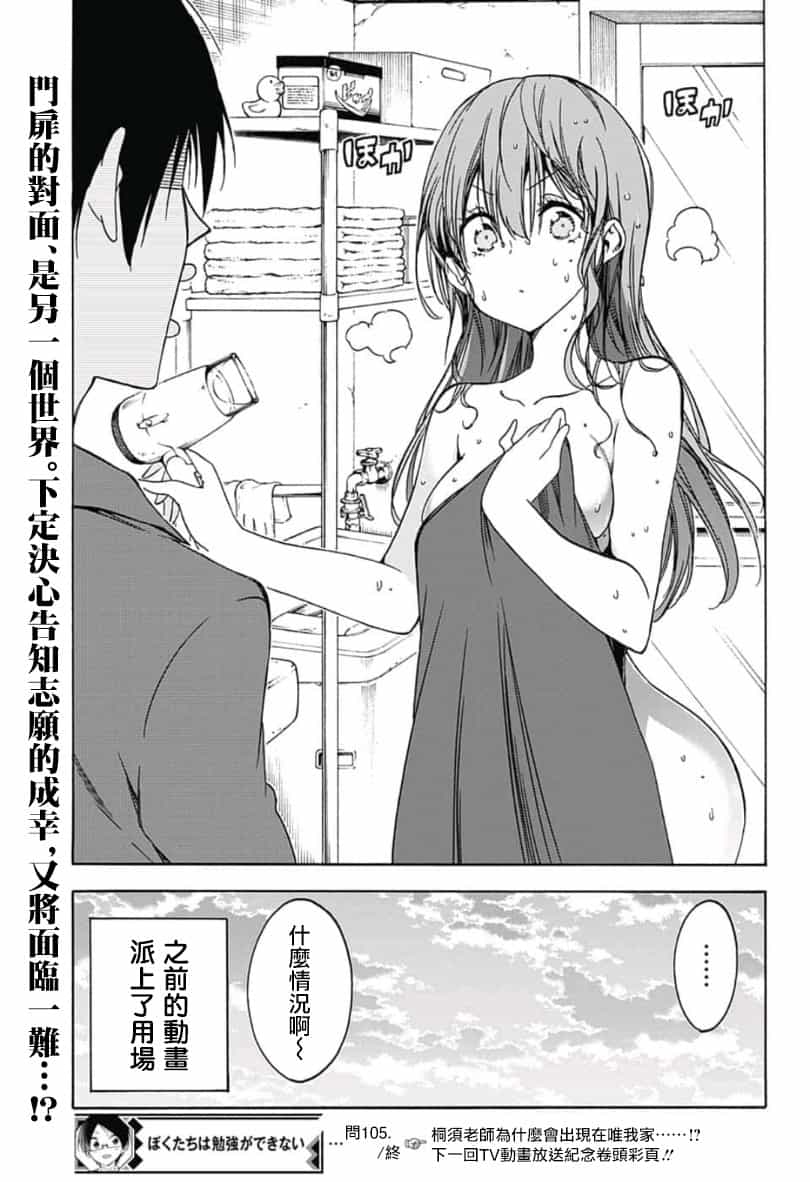 ほかっ
ほかっ
門扉的對面、是另一個世界。下定決心告知志願的成幸，又將面臨一難…!?
……
什麼情況啊～
之前的動畫
派上了用場
ぼくたちは勉強ができない
…問105./終
☞桐須老師為什麼會出現在唯我家……!?
下一回TV動畫放送紀念卷頭彩頁!!